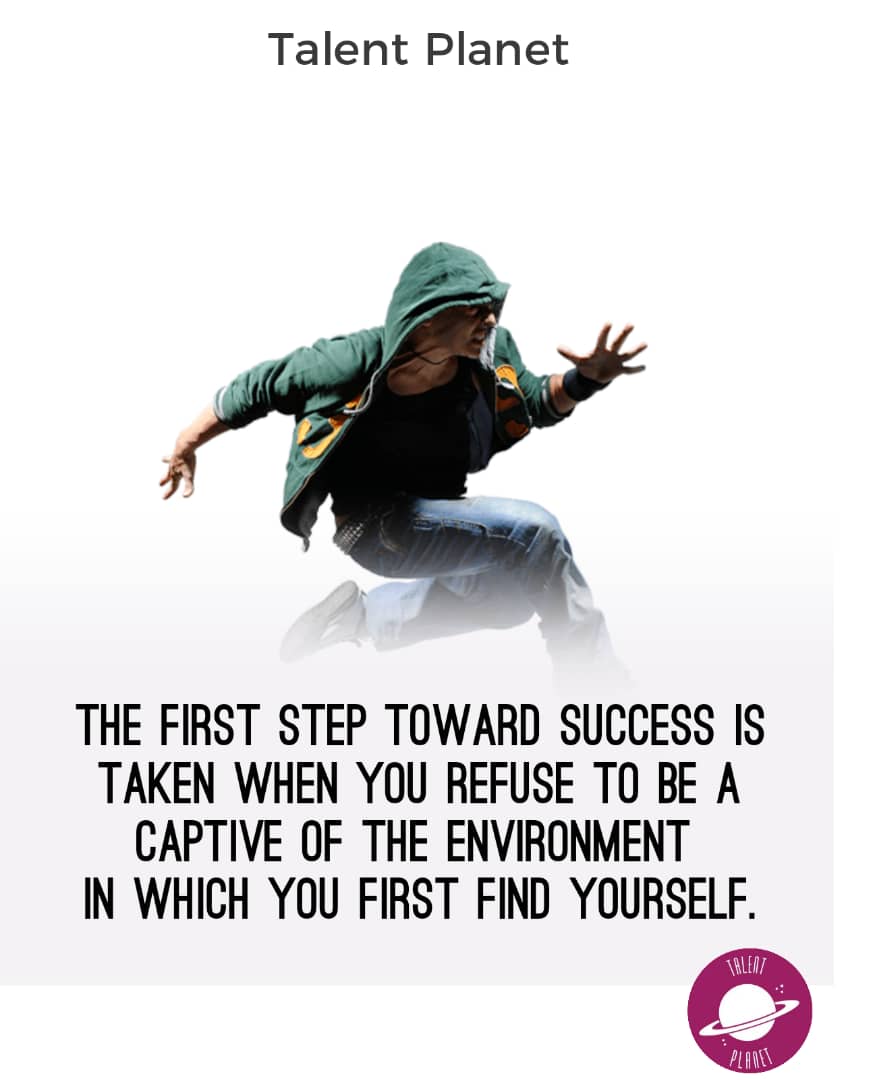 Talent Planet
THE FIRST STEP TOWARD SUCCESS IS
TAKEN WHEN YOU REFUSE TO BE A
CAPTIVE OF THE ENVIRONMENT
IN WHICH YOU FIRST FIND YOURSELF.
TALENT
PLANET